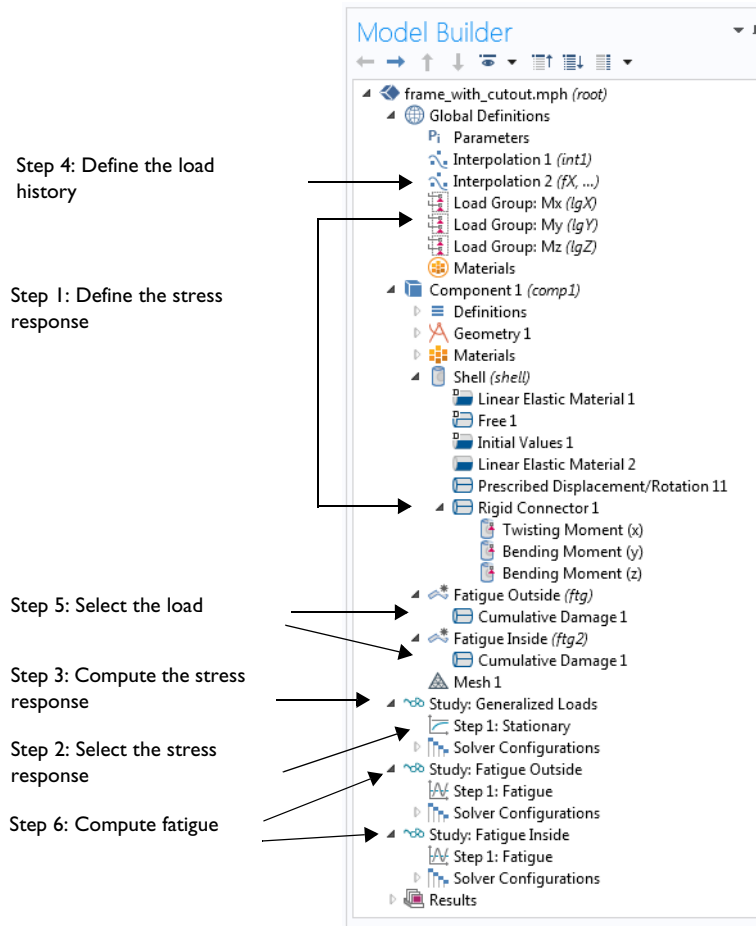 Model Builder
frame_with_cutout.mph (root)
Global Definitions
Pi Parameters
Interpolation 1 (int1)
Step 4: Define the load
history
Interpolation 2 (fX, ...)
Load Group: Mx (lgX)
Load Group: My (lgY)
Load Group: Mz (lgZ)
Materials
Step 1: Define the stress
response
Component 1 (comp1)
Definitions
Geometry 1
Materials
Shell (shell)
Linear Elastic Material 1
Free 1
Initial Values 1
Linear Elastic Material 2
Prescribed Displacement/Rotation 11
Rigid Connector 1
Twisting Moment (x)
Bending Moment (y)
Bending Moment (z)
Step 5: Select the load
Fatigue Outside (ftg)
Cumulative Damage 1
Fatigue Inside (ftg2)
Cumulative Damage 1
Mesh 1
Step 3: Compute the stress
response
Study: Generalized Loads
Step 1: Stationary
Solver Configurations
Step 2: Select the stress
response
Study: Fatigue Outside
Step 1: Fatigue
Solver Configurations
Step 6: Compute fatigue
Study: Fatigue Inside
Step 1: Fatigue
Solver Configurations
Results